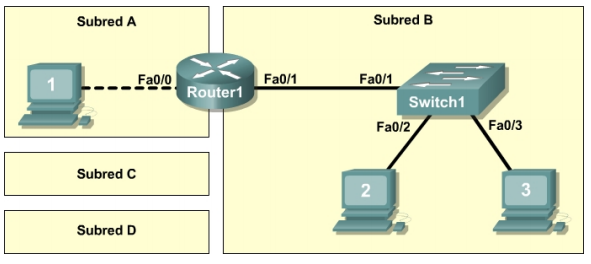 Subred A
Subred B
1
Fa0/0
Router1
Fa0/1
Fa0/1
Switch1
Fa0/2
Fa0/3
2
3
Subred C
Subred D